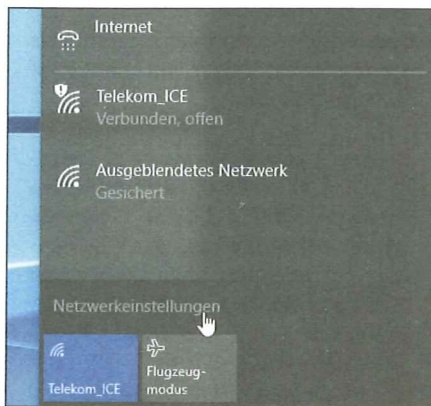 Internet
Telekom_ICE
Verbunden, offen
Ausgeblendetes Netzwerk
Gesichert
Netzwerkeinstellungen
Telekom_ICE
Flugzeug-
modus